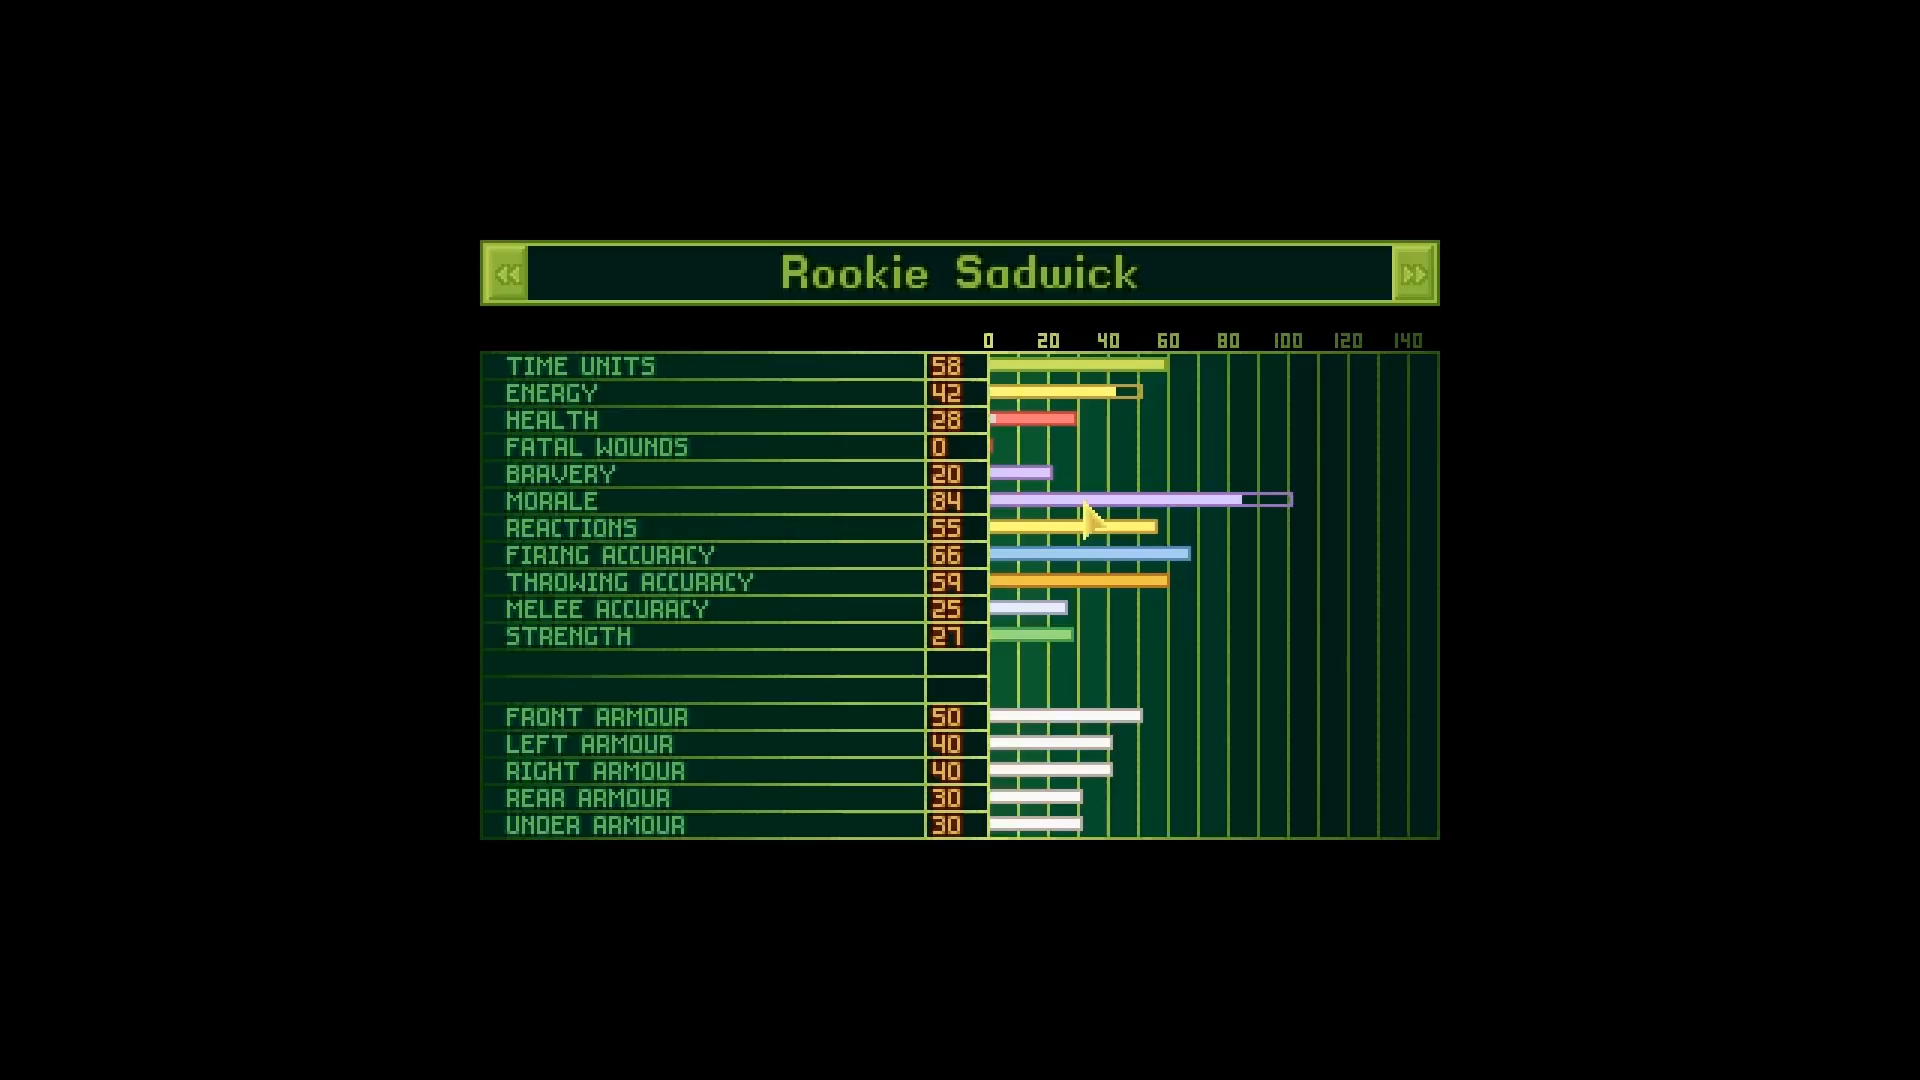 Rookie Sadwick
0 20 40 60 80 100 120 140
TIME UNITS 58
ENERGY 42
HEALTH 28
FATAL WOUNDS 0
BRAVERY 20
MORALE 84
REACTIONS 55
FIRING ACCURACY 66
THROWING ACCURACY 59
MELEE ACCURACY 25
STRENGTH 27
FRONT ARMOUR 50
LEFT ARMOUR 40
RIGHT ARMOUR 40
REAR ARMOUR 30
UNDER ARMOUR 30